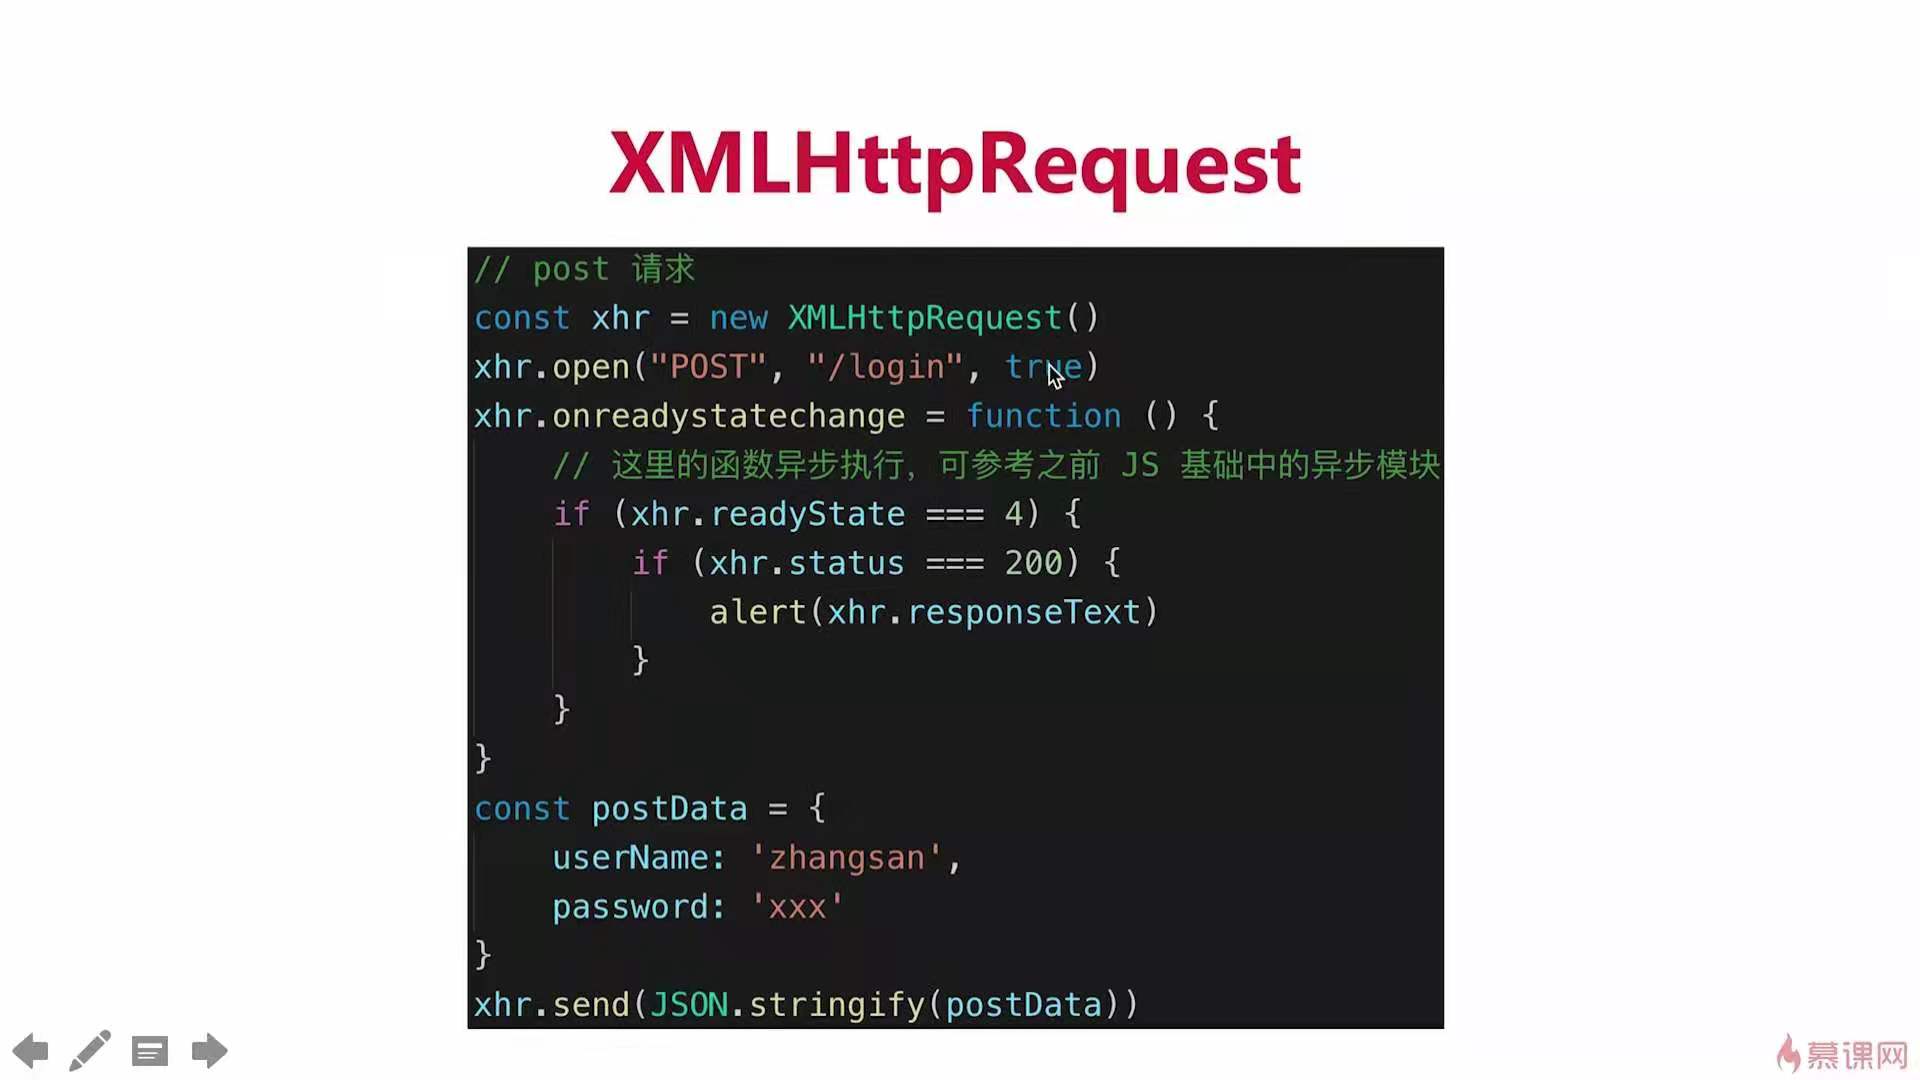 XMLHttpRequest
// post 请求
const xhr = new XMLHttpRequest()
xhr.open("POST", "/login", true)
xhr.onreadystatechange = function () {
    // 这里的函数异步执行，可参考之前 JS 基础中的异步模块
    if (xhr.readyState === 4) {
        if (xhr.status === 200) {
            alert(xhr.responseText)
        }
    }
}
const postData = {
    userName: 'zhangsan',
    password: 'xxx'
}
xhr.send(JSON.stringify(postData))
慕课网